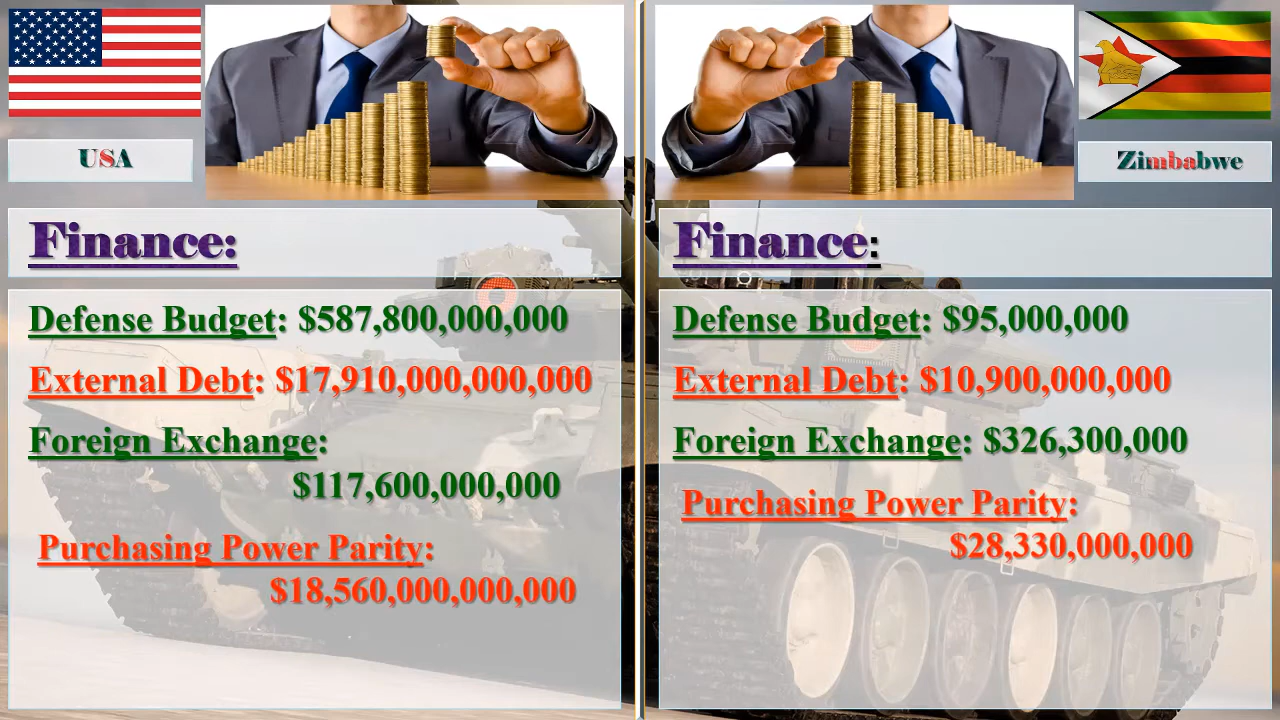 USA
Finance:
Defense Budget: $587,800,000,000
External Debt: $17,910,000,000,000
Foreign Exchange:
$117,600,000,000
Purchasing Power Parity:
$18,560,000,000,000
Zimbabwe
Finance:
Defense Budget: $95,000,000
External Debt: $10,900,000,000
Foreign Exchange: $326,300,000
Purchasing Power Parity:
$28,330,000,000